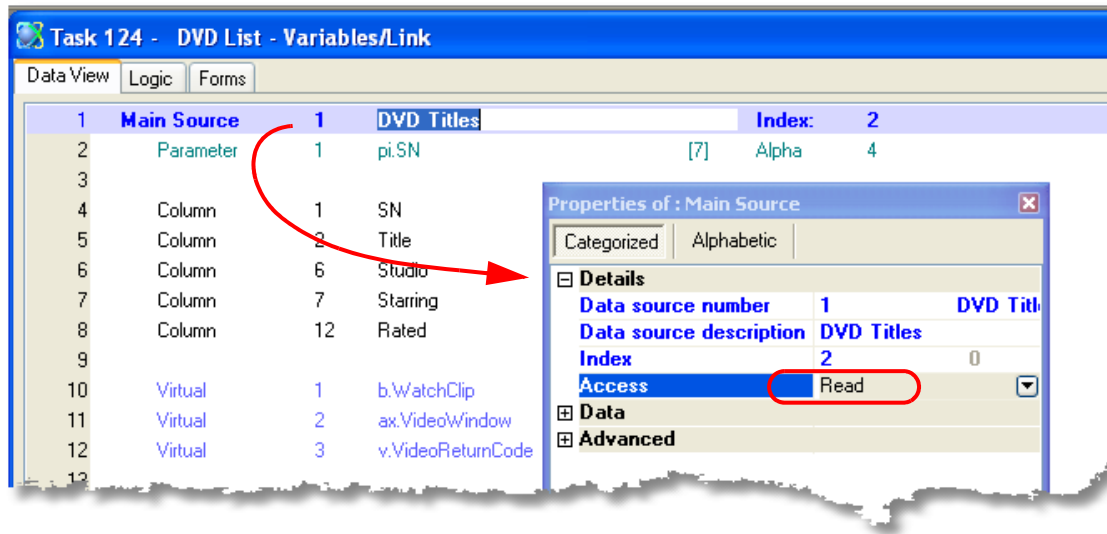 Task 124 - DVD List - Variables/Link
Data View Logic Forms
1 Main Source 1 DVD Titles Index: 2
2 Parameter 1 pi.SN [7] Alpha 4
3
4 Column 1 SN
5 Column 2 Title
6 Column 6 Studio
7 Column 7 Starring
8 Column 12 Rated
9
10 Virtual 1 b.WatchClip
11 Virtual 2 ax.VideoWindow
12 Virtual 3 v.VideoReturnCode
13
Properties of : Main Source
Categorized Alphabetic
Details
Data source number 1 DVD Titl
Data source description DVD Titles
Index 2 0
Access Read
Data
Advanced